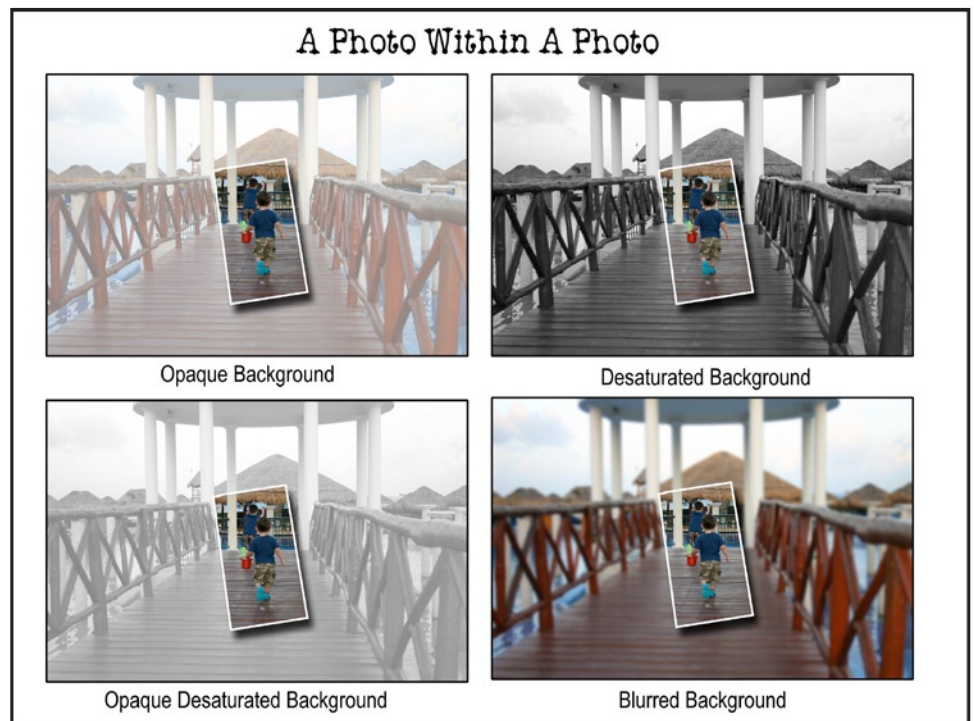 A Photo Within A Photo
Opaque Background
Desaturated Background
Opaque Desaturated Background
Blurred Background